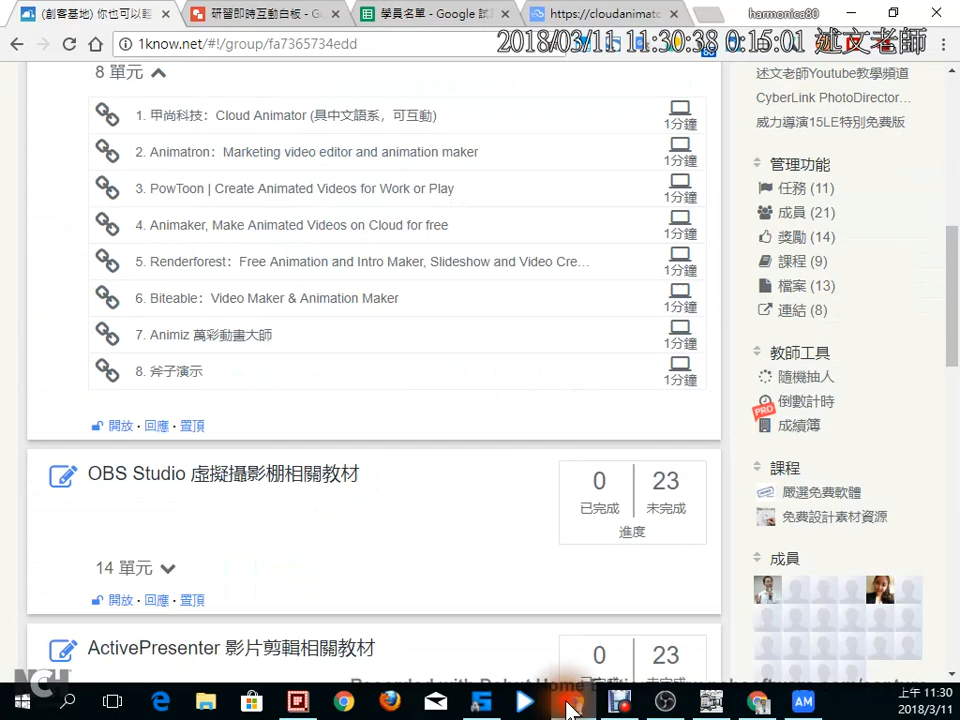 (創客基地) 你也可以輕
研習即時互動白板 - G
學員名單 - Google 試
https://cloudanimato
harmonica80
1know.net/#!/group/fa7365734edd
2018/03/11 11:30:38 0:15:01 述文老師
8 單元
1. 甲尚科技：Cloud Animator (具中文語系，可互動)
1分鐘
2. Animatron：Marketing video editor and animation maker
1分鐘
3. PowToon | Create Animated Videos for Work or Play
1分鐘
4. Animaker, Make Animated Videos on Cloud for free
1分鐘
5. Renderforest：Free Animation and Intro Maker, Slideshow and Video Cre...
1分鐘
6. Biteable：Video Maker & Animation Maker
1分鐘
7. Animiz 萬彩動畫大師
1分鐘
8. 斧子演示
1分鐘
開放 · 回應 · 置頂
OBS Studio 虛擬攝影棚相關教材
0 23
已完成 未完成
進度
14 單元
開放 · 回應 · 置頂
ActivePresenter 影片剪輯相關教材
0 23
述文老師Youtube教學頻道
CyberLink PhotoDirector...
威力導演15LE特別免費版
管理功能
任務 (11)
成員 (21)
獎勵 (14)
課程 (9)
檔案 (13)
連結 (8)
教師工具
隨機抽人
倒數計時
PRO
成績簿
課程
嚴選免費軟體
免費設計素材資源
成員
NCH
Recorded with Debut Home
AM
上午 11:30
2018/3/11